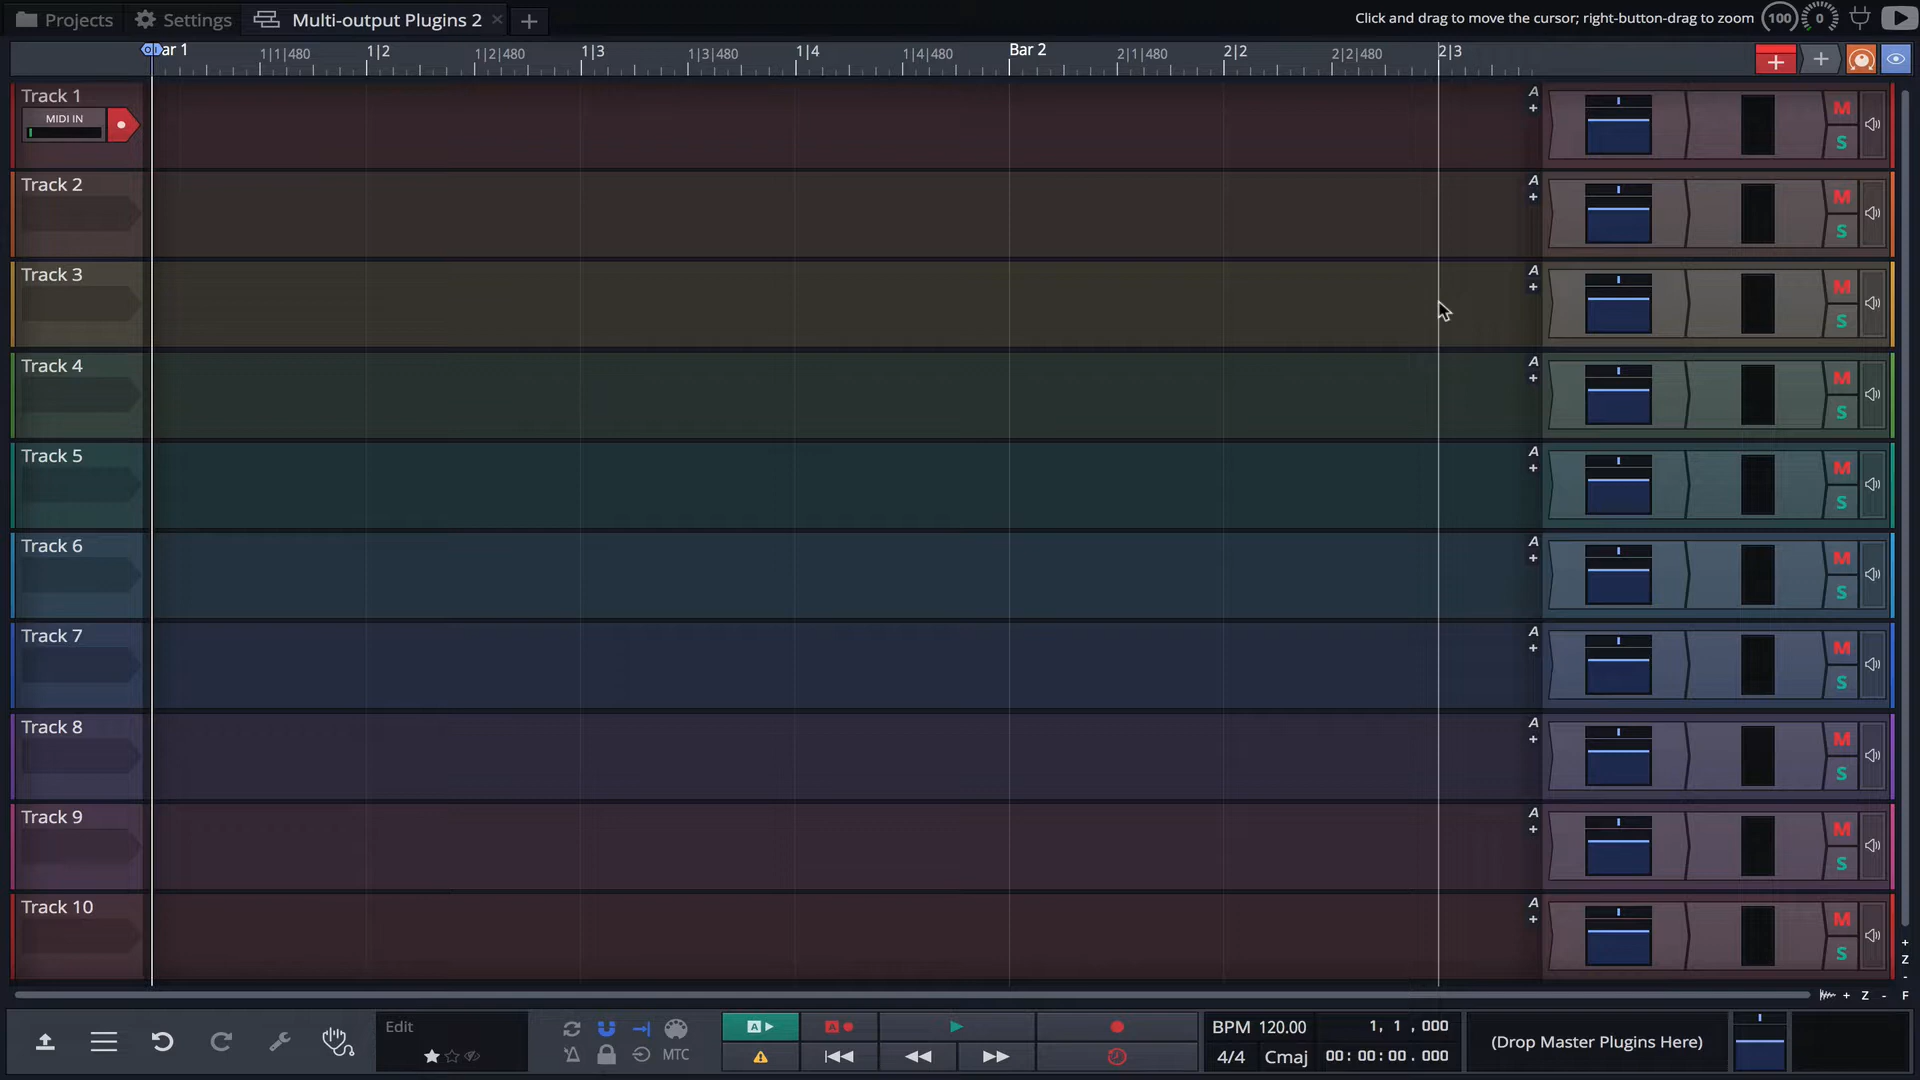 Projects
Settings
Multi-output Plugins 2
Click and drag to move the cursor; right-button-drag to zoom
100
0
ar 1
1|1|480
1|2
1|2|480
1|3
1|3|480
1|4
1|4|480
Bar 2
2|1|480
2|2
2|2|480
2|3
Track 1
MIDI IN
A
M
S
Track 2
A
M
S
Track 3
A
M
S
Track 4
A
M
S
Track 5
A
M
S
Track 6
A
M
S
Track 7
A
M
S
Track 8
A
M
S
Track 9
A
M
S
Track 10
A
M
S
+
Z
-
+ Z - F
Edit
MTC
A
A
BPM 120.00
1, 1 ,000
4/4
Cmaj
00: 00: 00. 000
(Drop Master Plugins Here)